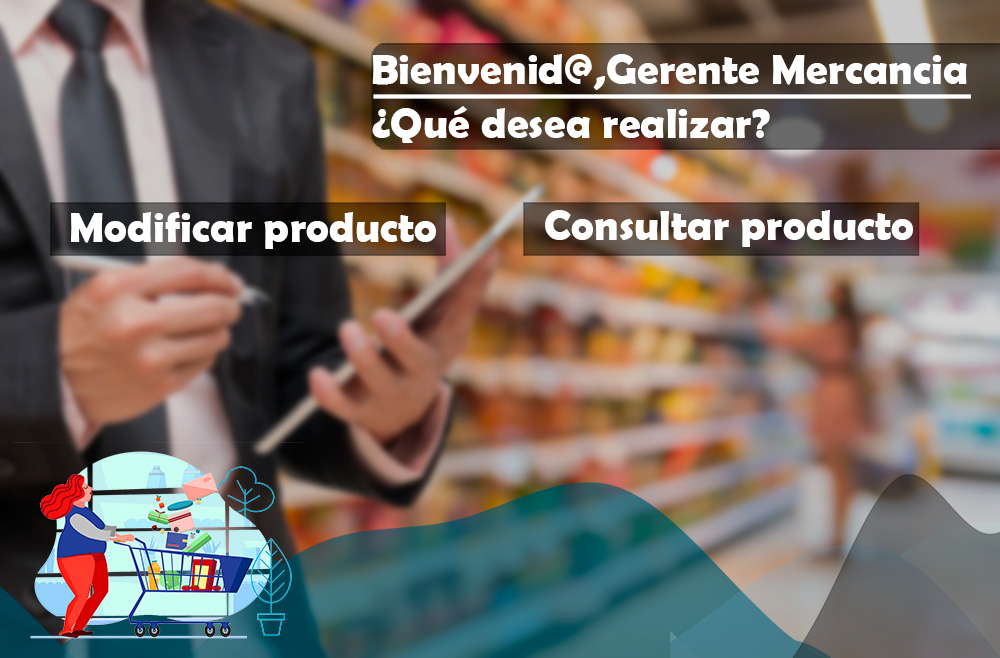 Bienvenid@,Gerente Mercancia
¿Qué desea realizar?
Modificar producto
Consultar producto